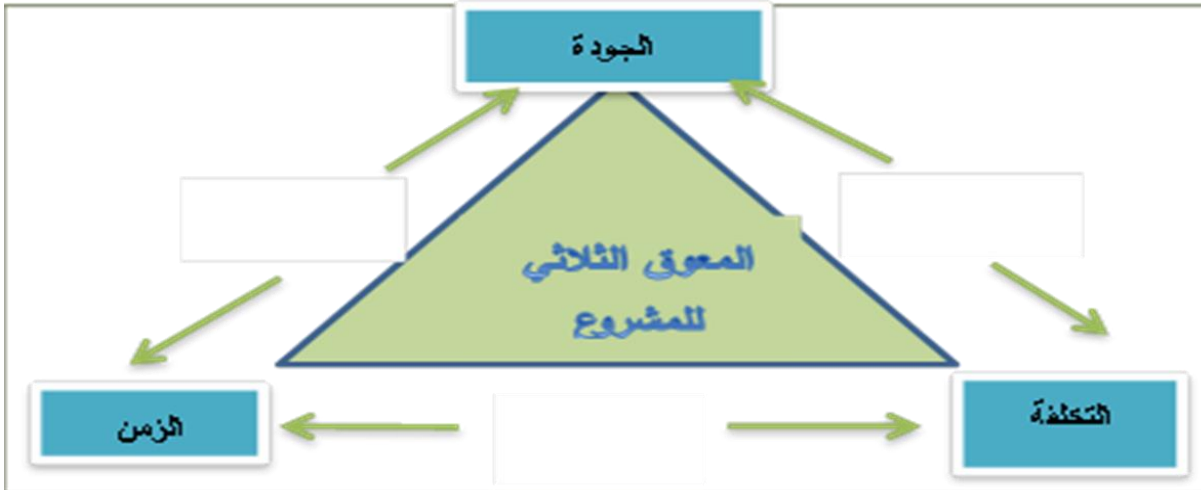 الجودة
المعوق الثلاثي
للمشروع
التكلفة
الزمن